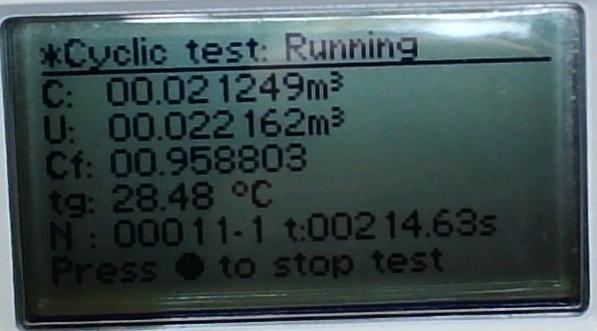 *Cyclic test: Running
C: 00.021249m³
U: 00.022162m³
Cf: 00.958803
tg: 28.48 °C
N : 00011-1 t:00214.63s
Press ● to stop test